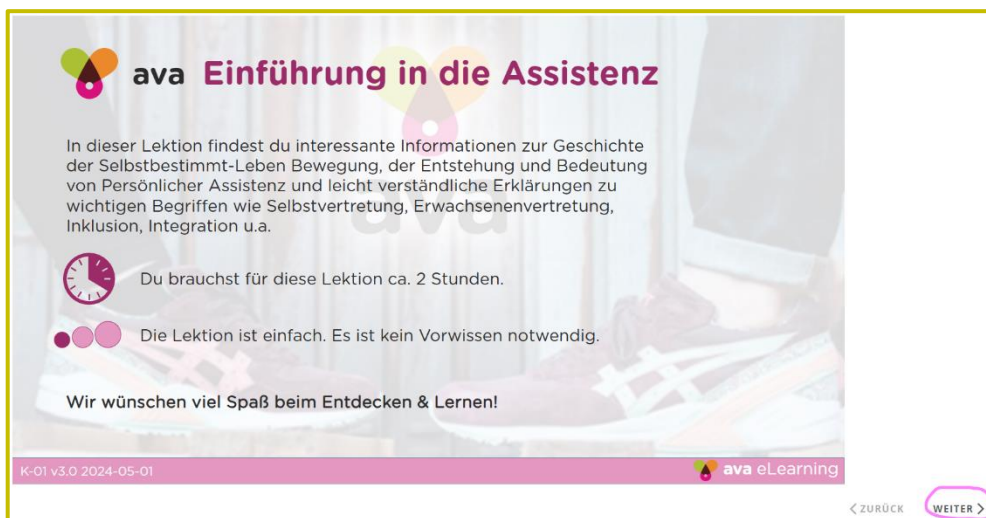 ava Einführung in die Assistenz
In dieser Lektion findest du interessante Informationen zur Geschichte
der Selbstbestimmt-Leben Bewegung, der Entstehung und Bedeutung
von Persönlicher Assistenz und leicht verständliche Erklärungen zu
wichtigen Begriffen wie Selbstvertretung, Erwachsenenvertretung,
Inklusion, Integration u.a.
ava
Du brauchst für diese Lektion ca. 2 Stunden.
Die Lektion ist einfach. Es ist kein Vorwissen notwendig.
Wir wünschen viel Spaß beim Entdecken & Lernen!
K-01 v3.0 2024-05-01
ava eLearning
< ZURÜCK
WEITER >